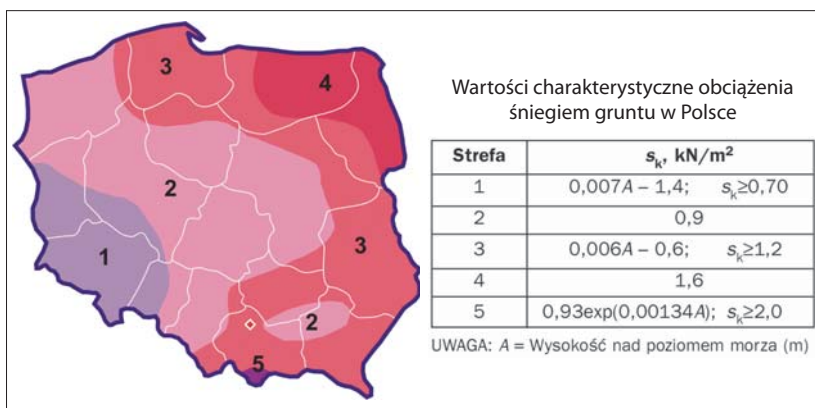 3
4
2
1
3
2
5
Wartości charakterystyczne obciążenia
śniegiem gruntu w Polsce
Strefa sk, kN/m²
1 0,007A – 1,4; sk≥0,70
2 0,9
3 0,006A – 0,6; sk≥1,2
4 1,6
5 0,93exp(0,00134A); sk≥2,0
UWAGA: A = Wysokość nad poziomem morza (m)